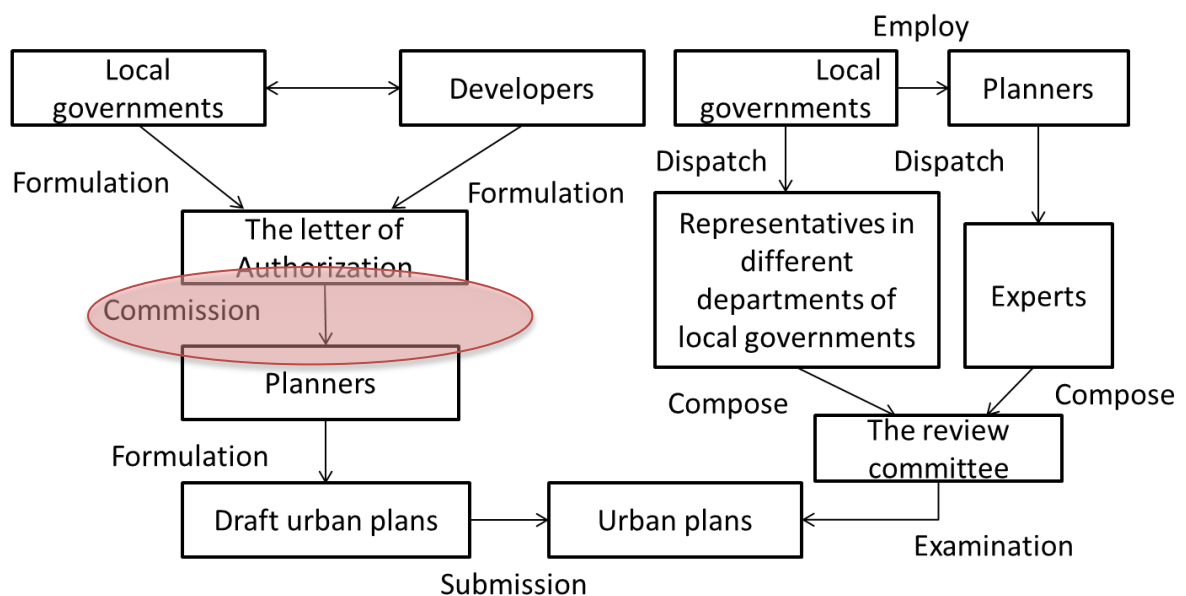 Employ
Local
governments
Developers
Local
governments
Planners
Formulation
Formulation
Dispatch
Dispatch
The letter of
Authorization
Representatives in
different
departments of
local governments
Experts
Commission
Planners
Compose
Compose
The review
committee
Formulation
Draft urban plans
Urban plans
Examination
Submission